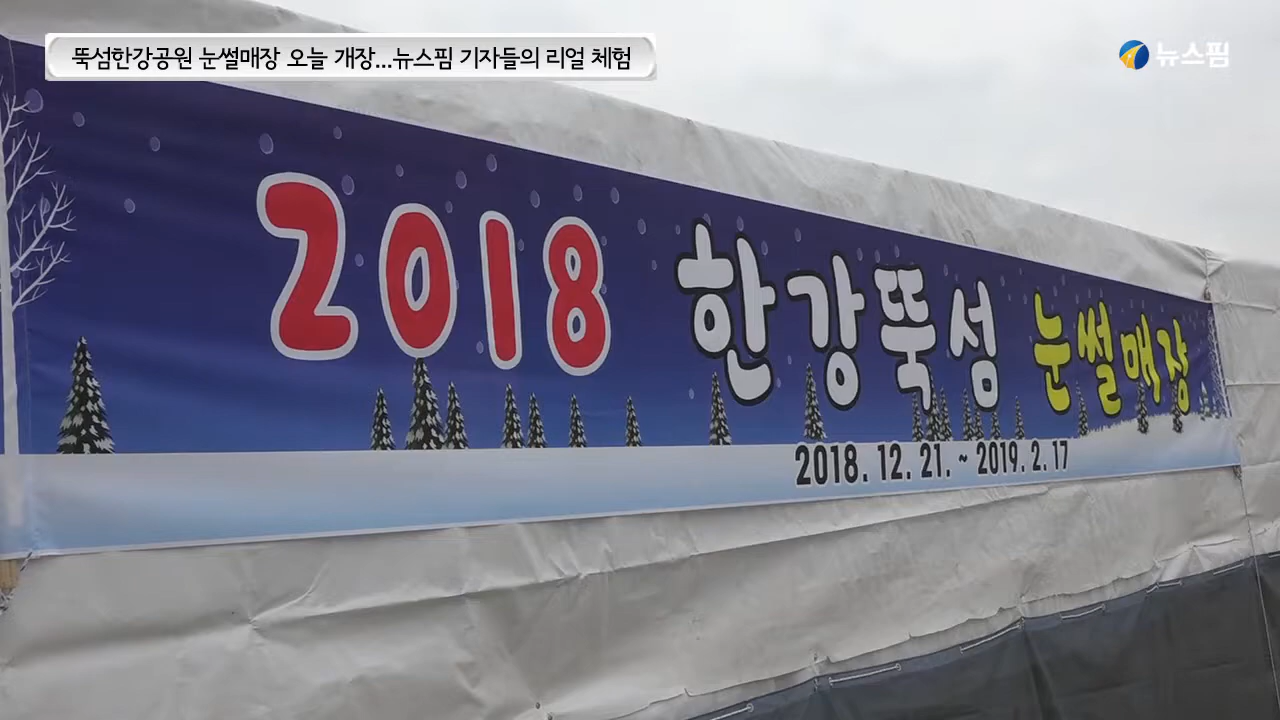 뚝섬한강공원 눈썰매장 오늘 개장...뉴스핌 기자들의 리얼 체험
뉴스핌
2018 한강뚝섬 눈썰매장
2018. 12. 21. ~ 2019. 2. 17